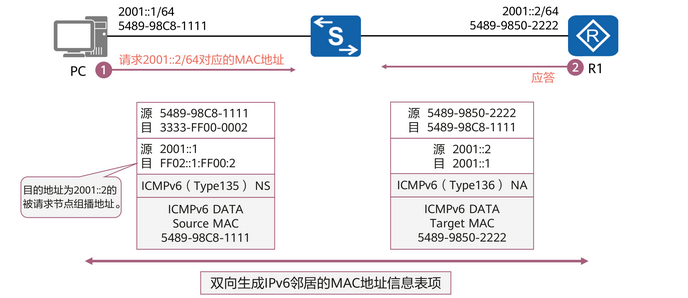 2001::1/64
5489-98C8-1111
2001::2/64
5489-9850-2222
S
R
PC
1
请求2001::2/64对应的MAC地址
2
应答
R1
源 5489-98C8-1111
目 3333-FF00-0002
源 2001::1
目 FF02::1:FF00:2
ICMPv6（Type135）NS
ICMPv6 DATA
Source MAC
5489-98C8-1111
目的地址为2001::2的
被请求节点组播地址。
源 5489-9850-2222
目 5489-98C8-1111
源 2001::2
目 2001::1
ICMPv6（Type136）NA
ICMPv6 DATA
Target MAC
5489-9850-2222
双向生成IPv6邻居的MAC地址信息表项